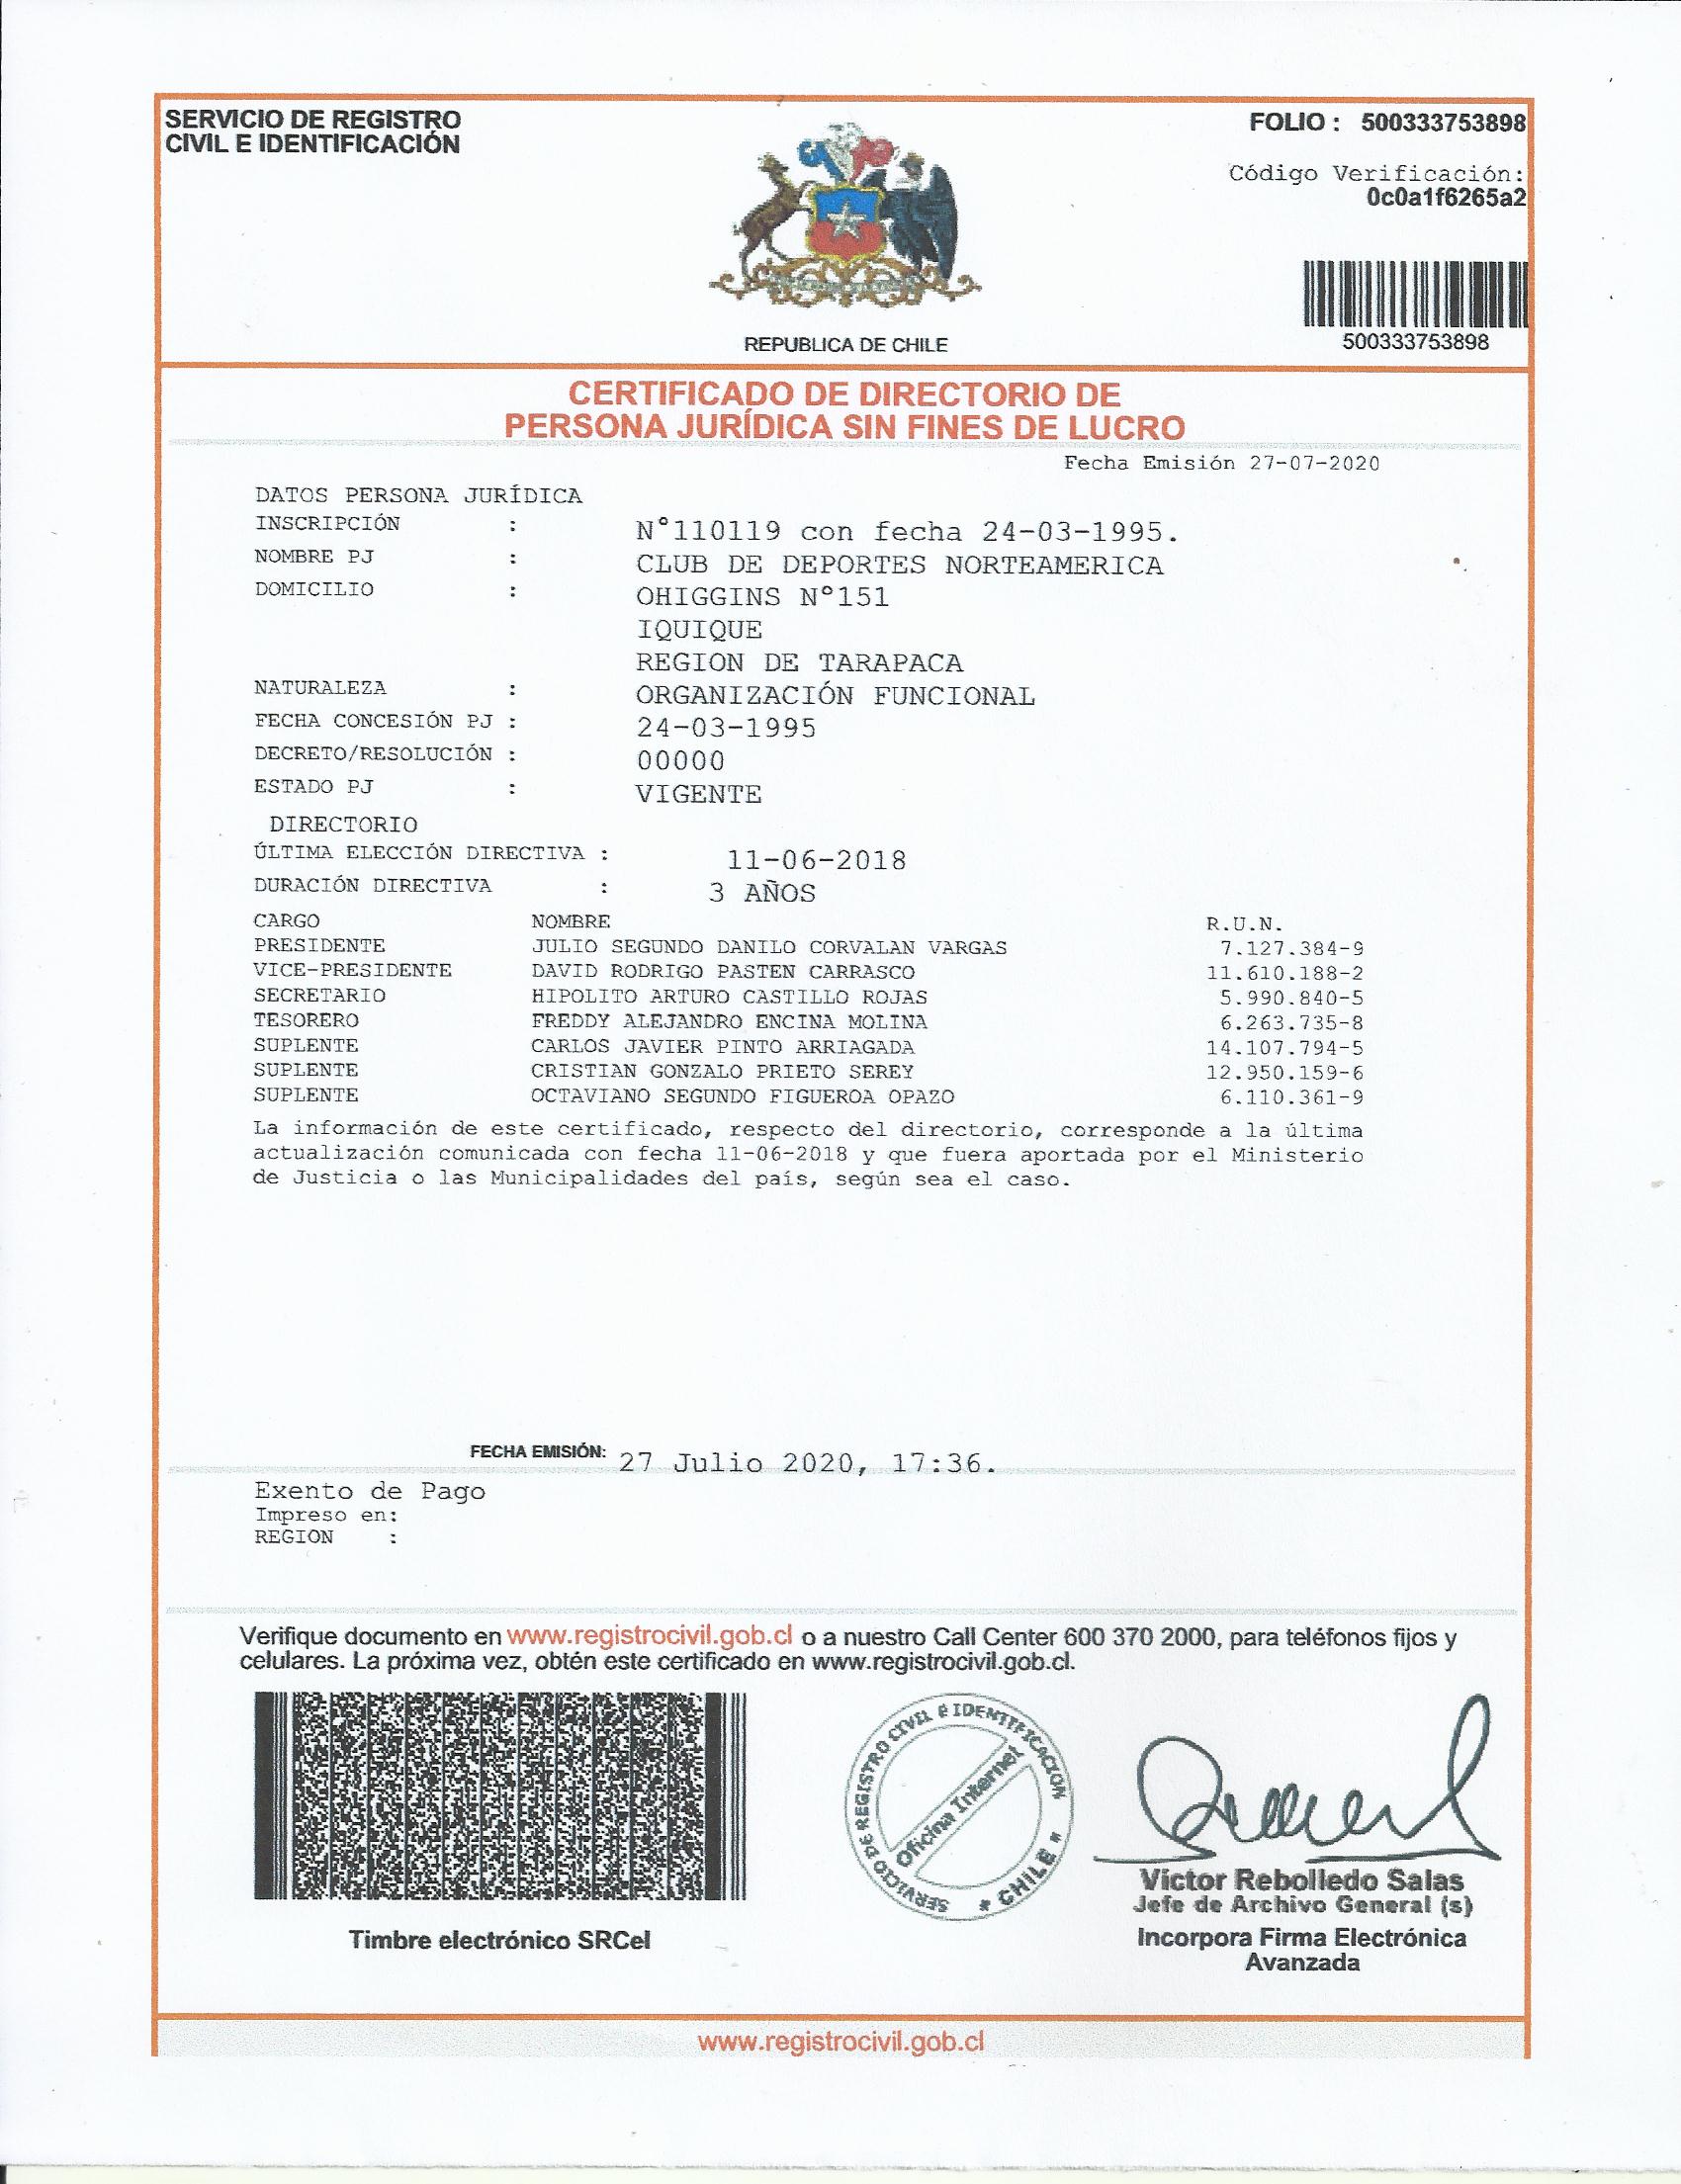 SERVICIO DE REGISTRO
CIVIL E IDENTIFICACIÓN
FOLIO : 500333753898
Código Verificación:
0c0a1f6265a2
500333753898
REPUBLICA DE CHILE
CERTIFICADO DE DIRECTORIO DE
PERSONA JURÍDICA SIN FINES DE LUCRO
Fecha Emisión 27-07-2020
DATOS PERSONA JURÍDICA
INSCRIPCIÓN : N°110119 con fecha 24-03-1995.
NOMBRE PJ : CLUB DE DEPORTES NORTEAMERICA
DOMICILIO : OHIGGINS N°151
IQUIQUE
REGION DE TARAPACA
NATURALEZA : ORGANIZACIÓN FUNCIONAL
FECHA CONCESIÓN PJ : 24-03-1995
DECRETO/RESOLUCIÓN : 00000
ESTADO PJ : VIGENTE
DIRECTORIO
ÚLTIMA ELECCIÓN DIRECTIVA : 11-06-2018
DURACIÓN DIRECTIVA : 3 AÑOS
CARGO NOMBRE R.U.N.
PRESIDENTE JULIO SEGUNDO DANILO CORVALAN VARGAS 7.127.384-9
VICE-PRESIDENTE DAVID RODRIGO PASTEN CARRASCO 11.610.188-2
SECRETARIO HIPOLITO ARTURO CASTILLO ROJAS 5.990.840-5
TESORERO FREDDY ALEJANDRO ENCINA MOLINA 6.263.735-8
SUPLENTE CARLOS JAVIER PINTO ARRIAGADA 14.107.794-5
SUPLENTE CRISTIAN GONZALO PRIETO SEREY 12.950.159-6
SUPLENTE OCTAVIANO SEGUNDO FIGUEROA OPAZO 6.110.361-9
La información de este certificado, respecto del directorio, corresponde a la última
actualización comunicada con fecha 11-06-2018 y que fuera aportada por el Ministerio
de Justicia o las Municipalidades del país, según sea el caso.
FECHA EMISIÓN: 27 Julio 2020, 17:36.
Exento de Pago
Impreso en:
REGION :
Verifique documento en www.registrocivil.gob.cl o a nuestro Call Center 600 370 2000, para teléfonos fijos y
celulares. La próxima vez, obtén este certificado en www.registrocivil.gob.cl.
SERVICIO DE REGISTRO CIVIL e IDENTIFICACION
Oficina Internet
* CHILE *
Victor Rebolledo Salas
Jefe de Archivo General (s)
Incorpora Firma Electrónica
Avanzada
Timbre electrónico SRCel
www.registrocivil.gob.cl